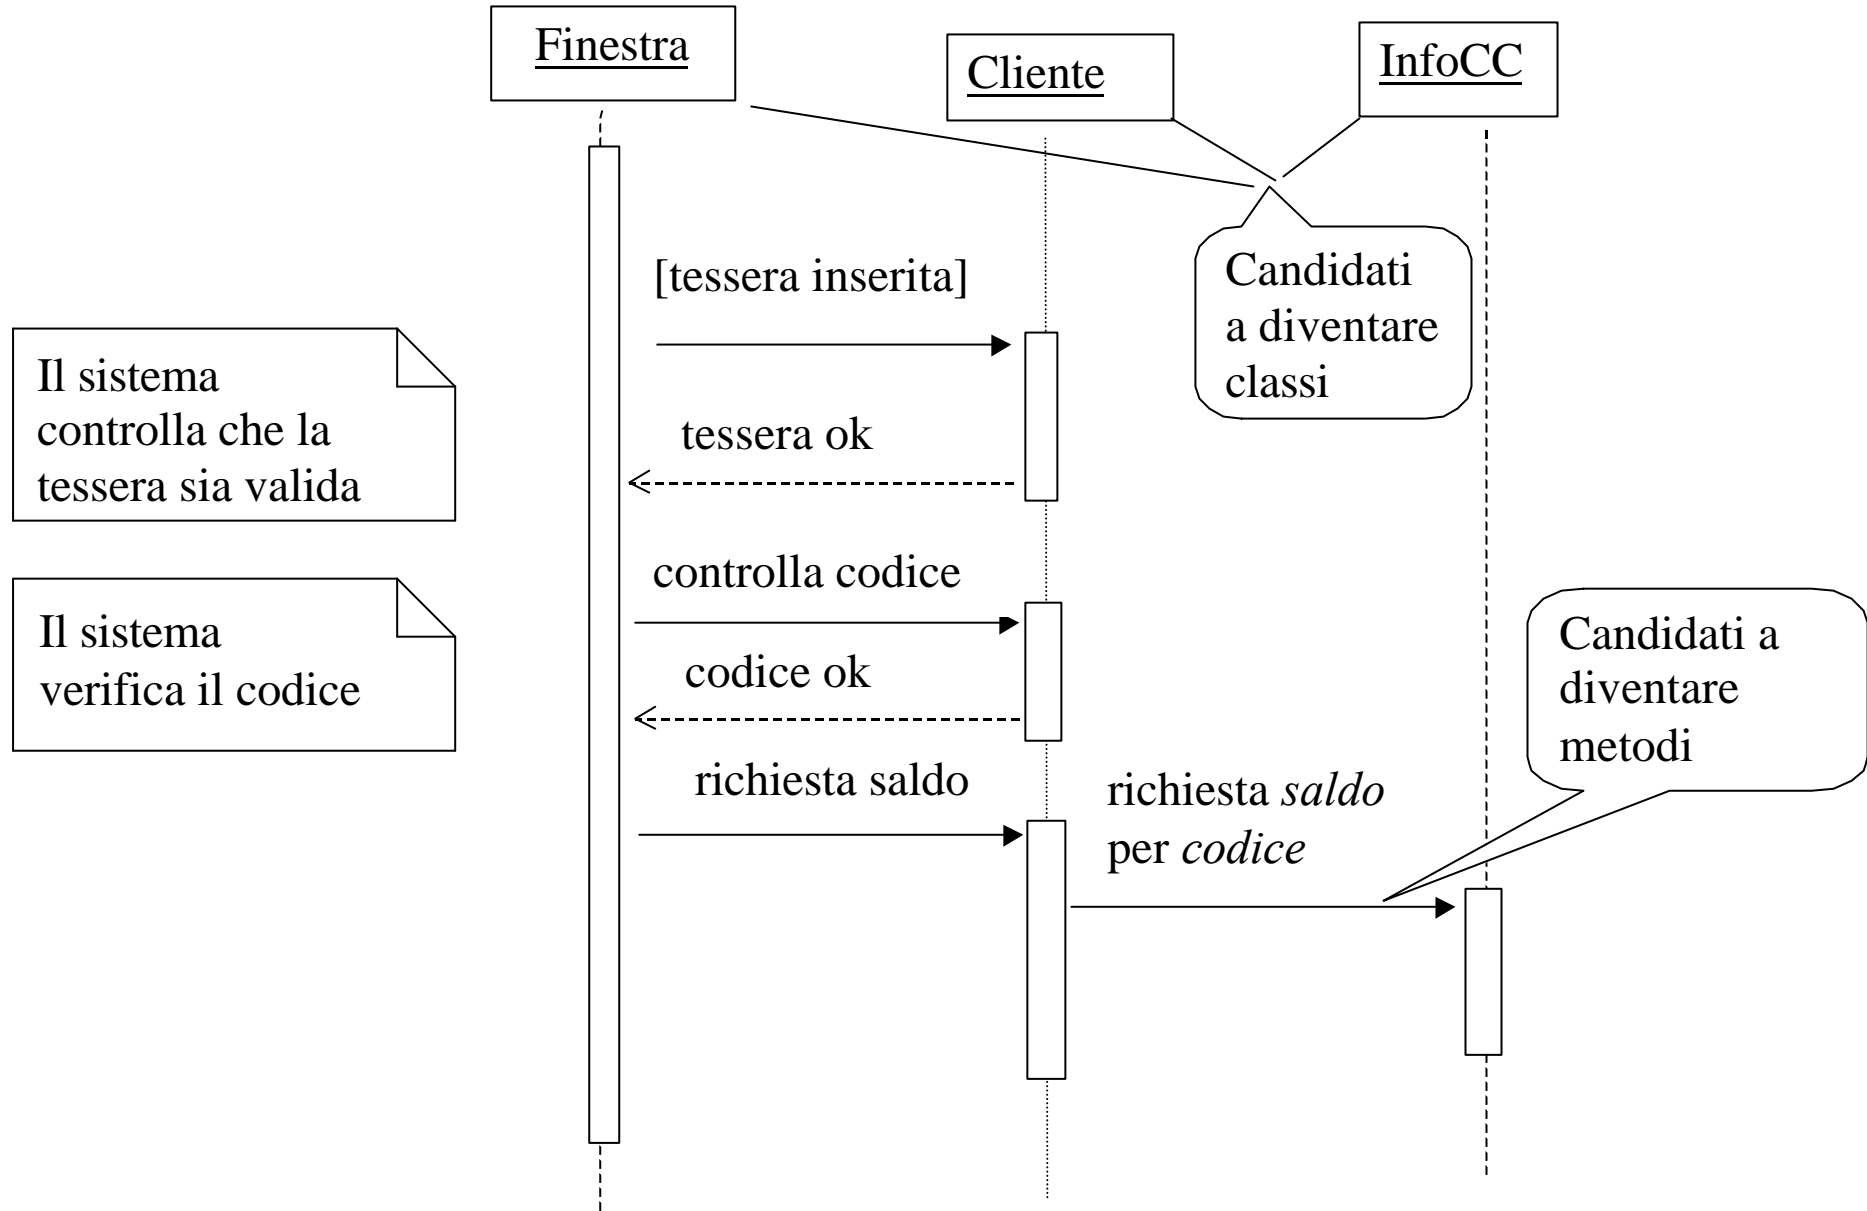 Finestra
Cliente
InfoCC
[tessera inserita]
Candidati
a diventare
classi
Il sistema
controlla che la
tessera sia valida
tessera ok
controlla codice
Il sistema
verifica il codice
codice ok
Candidati a
diventare
metodi
richiesta saldo
richiesta saldo
per codice